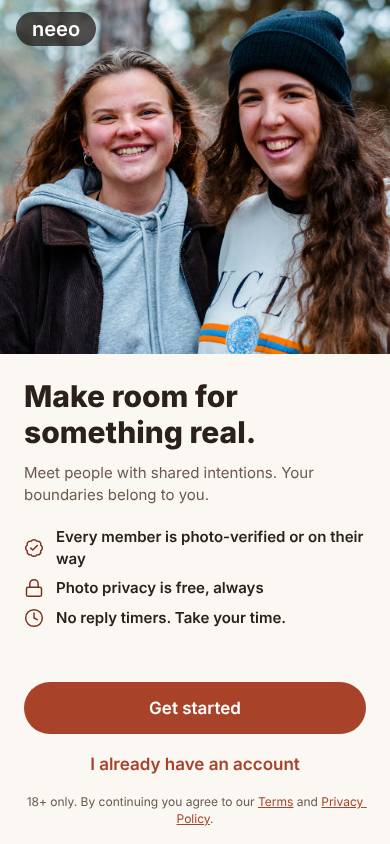 neeo
UCL
Make room for
something real.
Meet people with shared intentions. Your
boundaries belong to you.
Every member is photo-verified or on their
way
Photo privacy is free, always
No reply timers. Take your time.
Get started
I already have an account
18+ only. By continuing you agree to our Terms and Privacy
Policy.